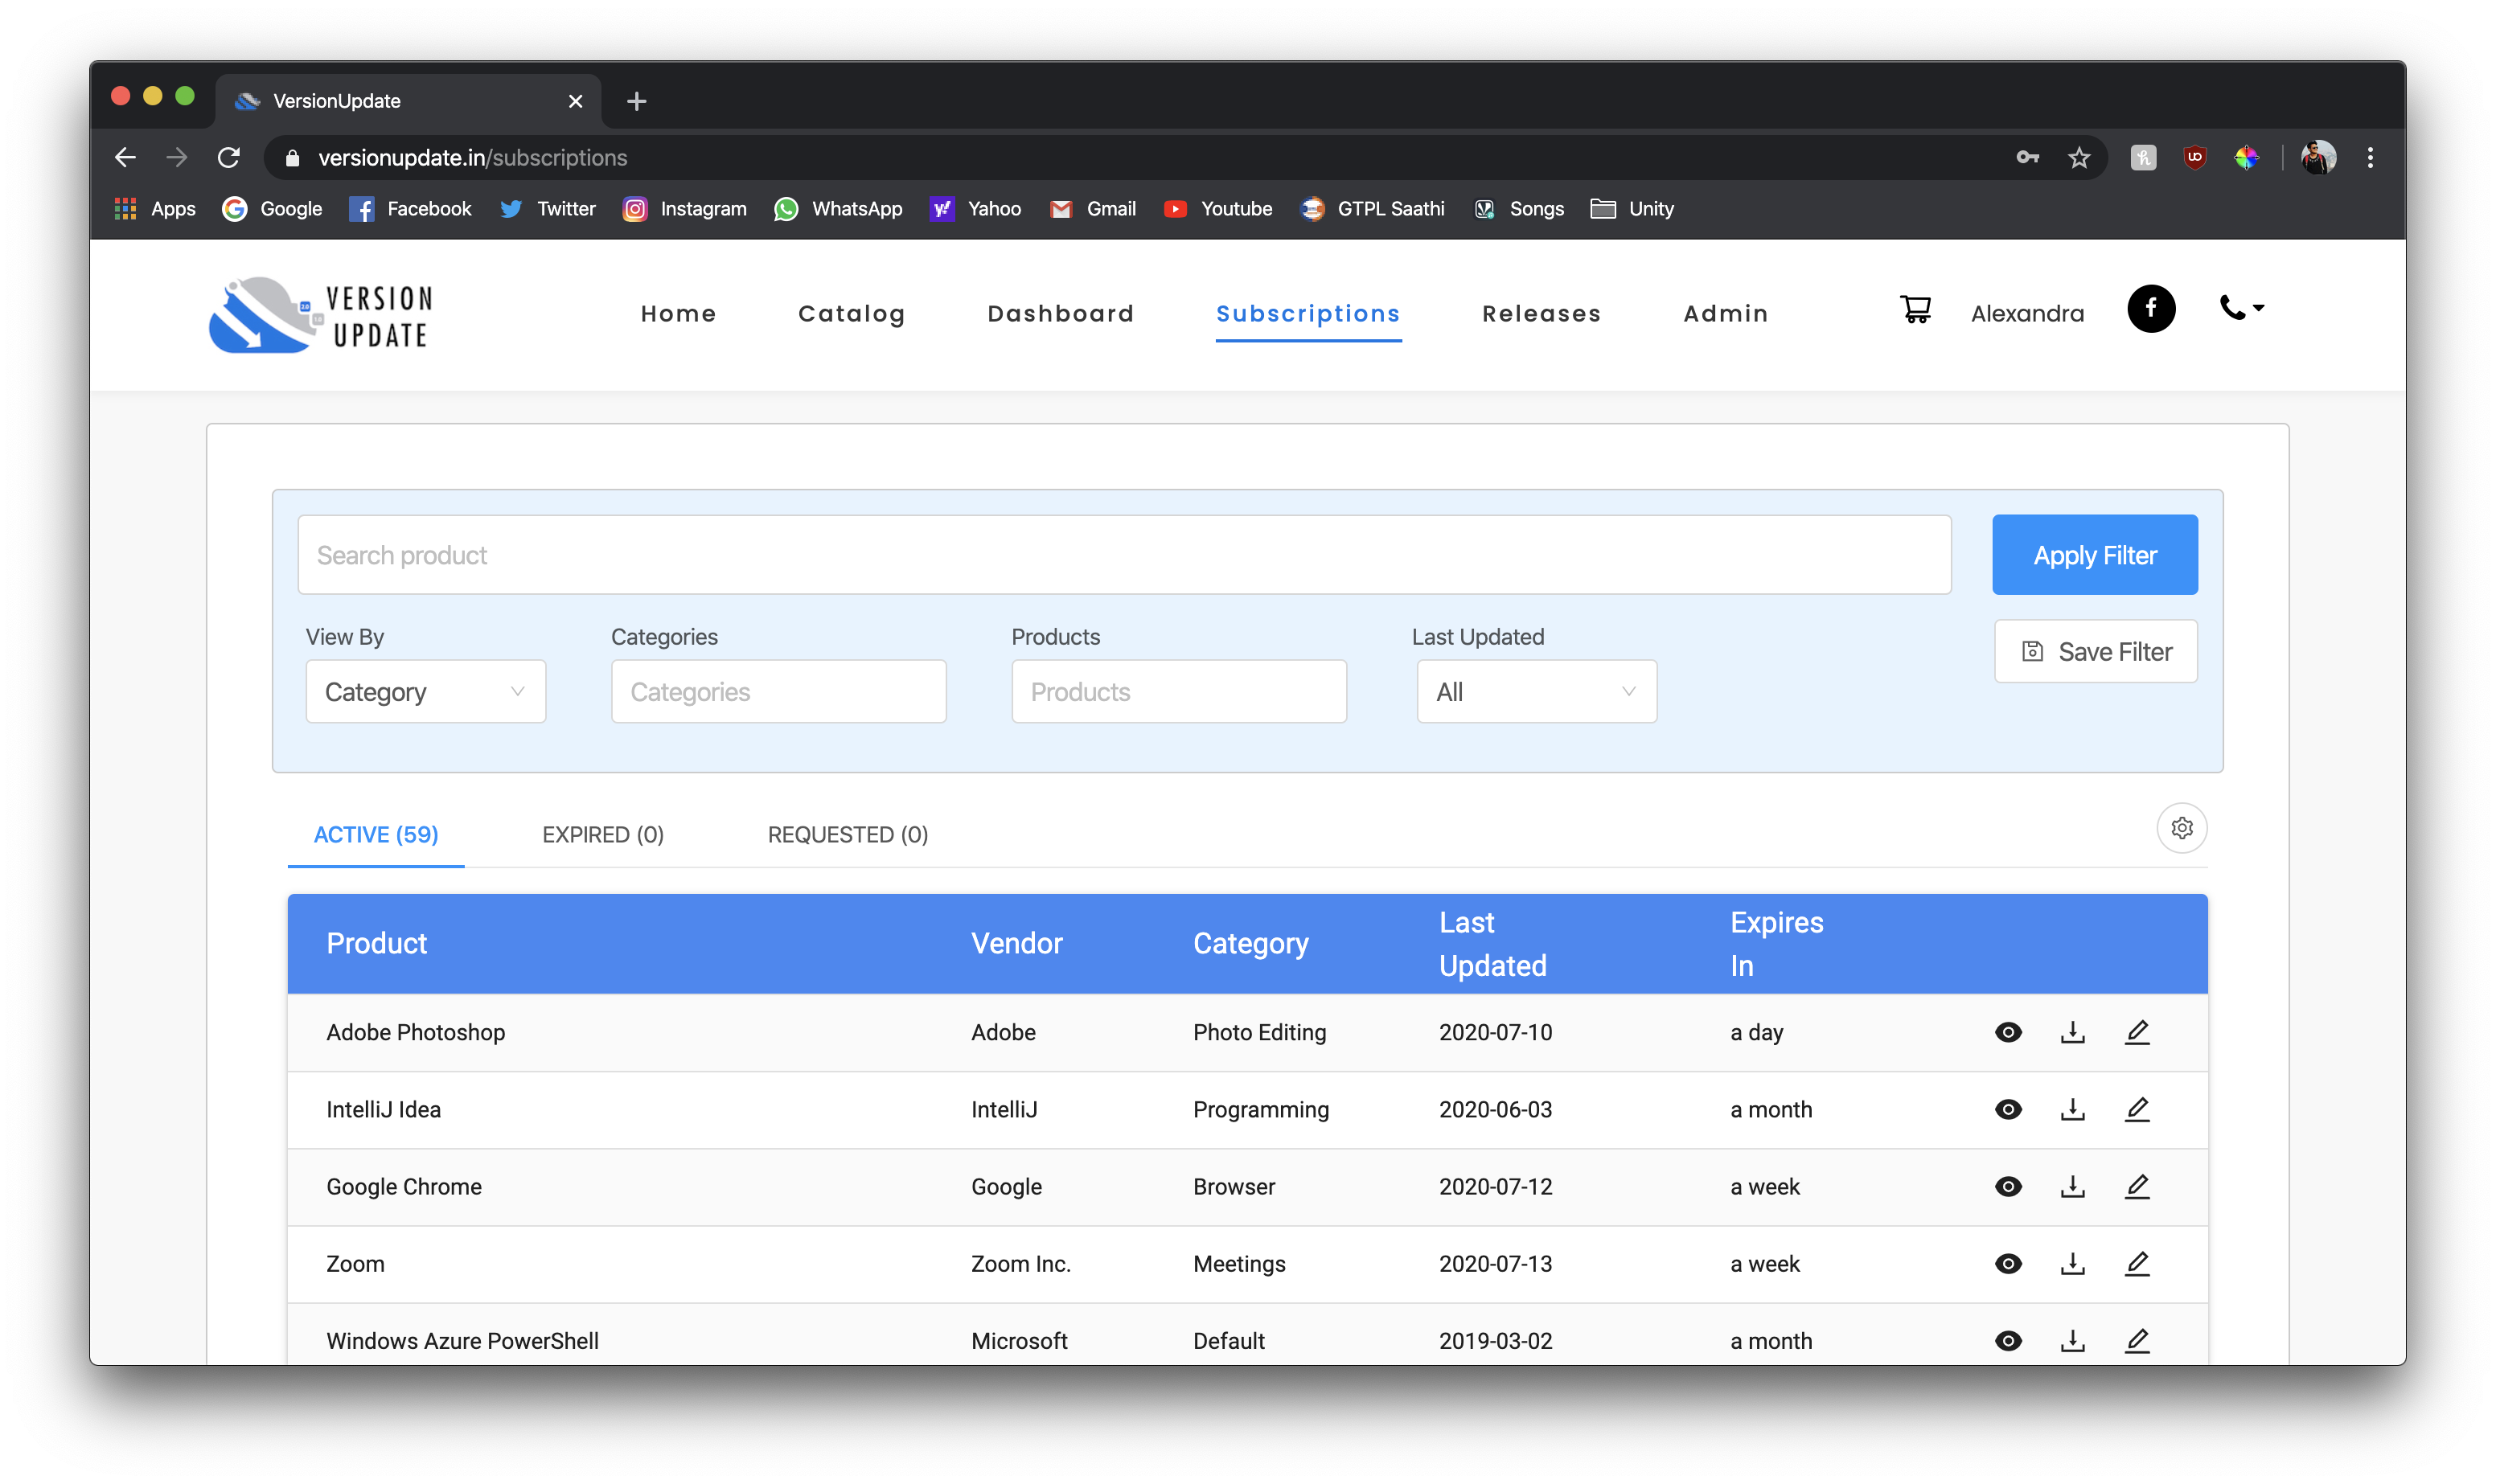 VersionUpdate
versionupdate.in/subscriptions
Apps Google Facebook Twitter Instagram WhatsApp Yahoo Gmail Youtube GTPL Saathi Songs Unity
VERSION
UPDATE
Home Catalog Dashboard Subscriptions Releases Admin Alexandra
Search product
Apply Filter
View By Categories Products Last Updated
Save Filter
Category Categories Products All
ACTIVE (59) EXPIRED (0) REQUESTED (0)
Product Vendor Category Last Updated Expires In
Adobe Photoshop Adobe Photo Editing 2020-07-10 a day
IntelliJ Idea IntelliJ Programming 2020-06-03 a month
Google Chrome Google Browser 2020-07-12 a week
Zoom Zoom Inc. Meetings 2020-07-13 a week
Windows Azure PowerShell Microsoft Default 2019-03-02 a month